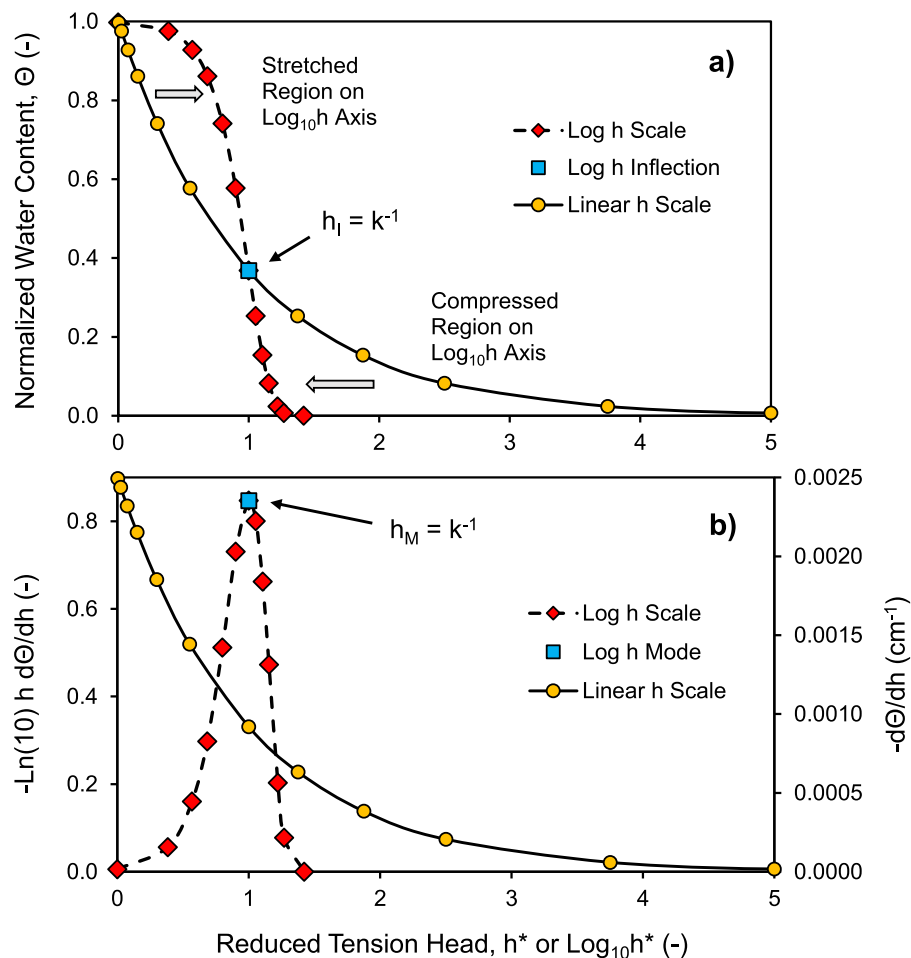 a)
Normalized Water Content, Θ (-)
1.0
0.8
0.6
0.4
0.2
0.0
Stretched
Region on
Log₁₀h Axis
Log h Scale
Log h Inflection
Linear h Scale
h_I = k⁻¹
Compressed
Region on
Log₁₀h Axis
0 1 2 3 4 5
b)
-Ln(10) h dΘ/dh (-)
0.8
0.6
0.4
0.2
0.0
h_M = k⁻¹
Log h Scale
Log h Mode
Linear h Scale
0.0025
0.0020
0.0015
0.0010
0.0005
0.0000
-dΘ/dh (cm⁻¹)
0 1 2 3 4 5
Reduced Tension Head, h* or Log₁₀h* (-)